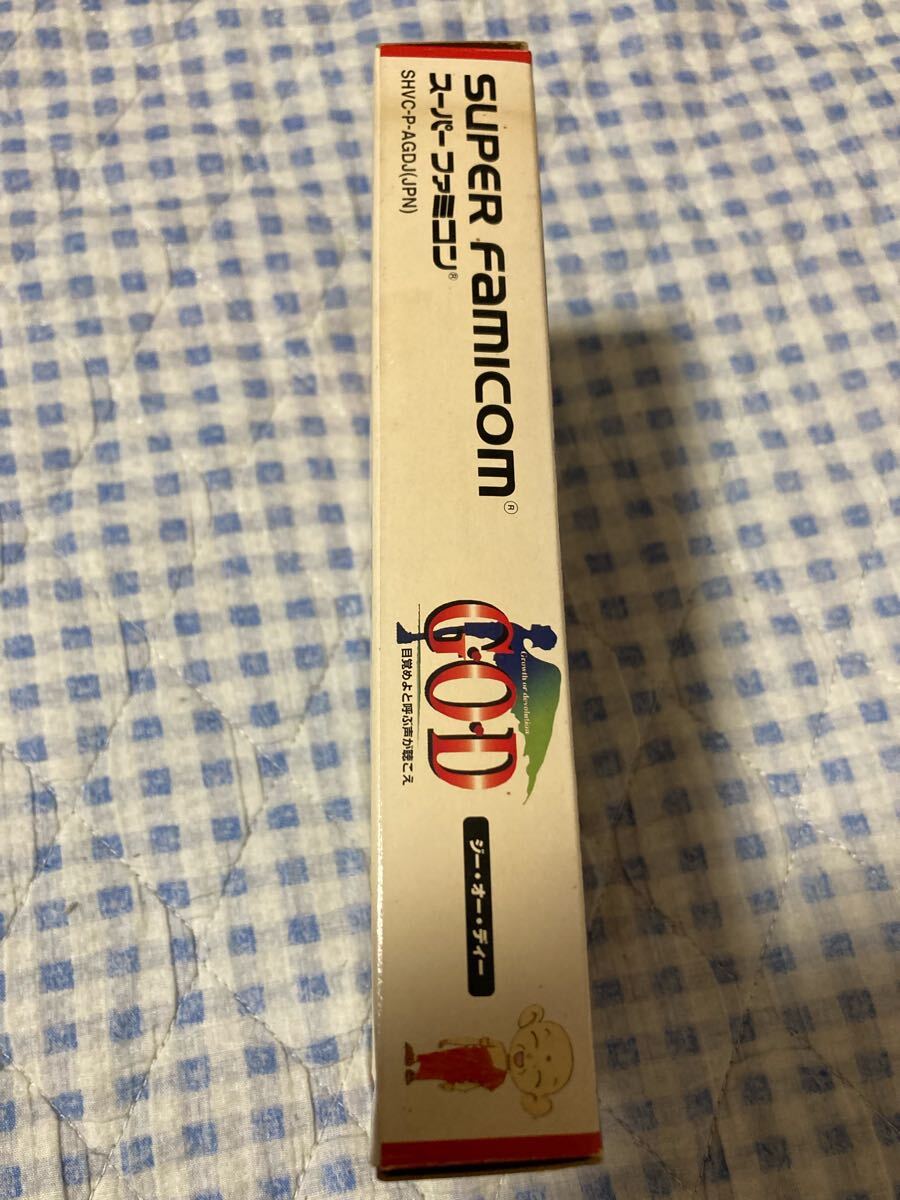 SUPER FAMICOM®
スーパーファミコン®
SHVC-P-AGDJ(JPN)
Growth or devolution
G・O・D
目覚めよと呼ぶ声が聴こえ
ジー・オー・ディー